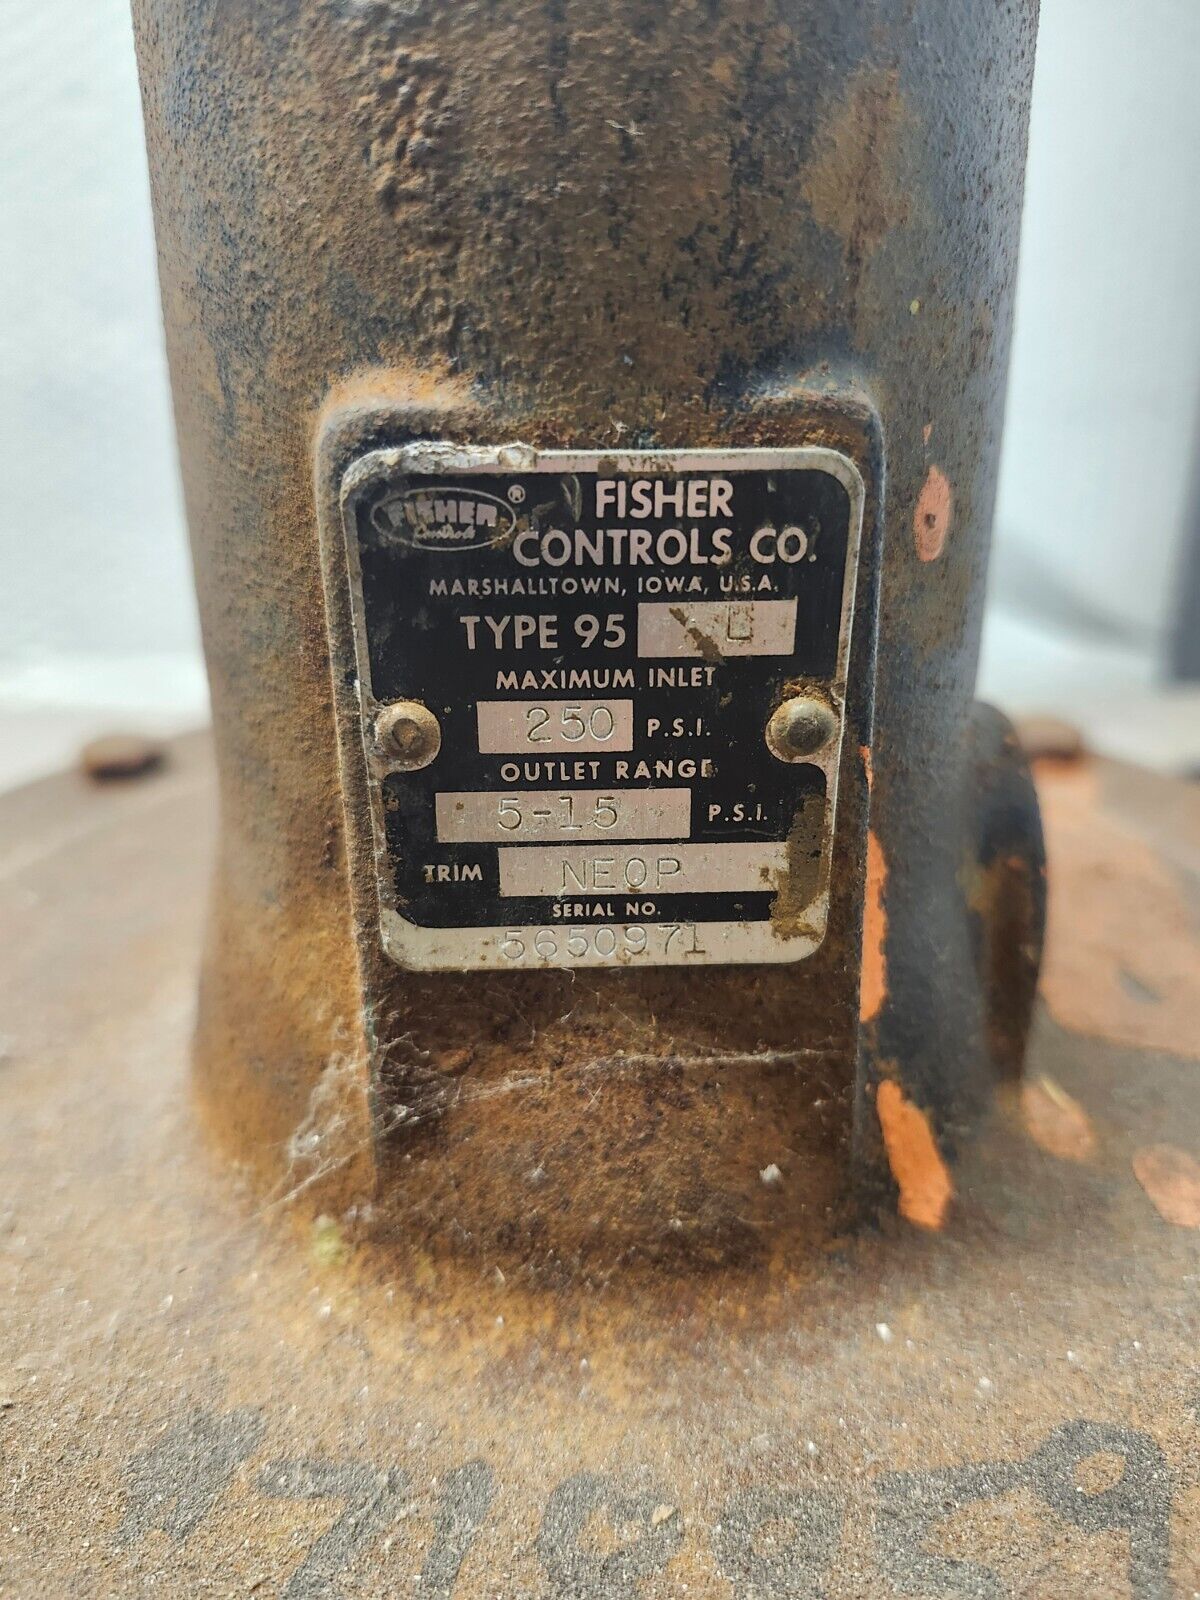 FISHER
Controls ®
FISHER
CONTROLS CO.
MARSHALLTOWN, IOWA, U.S.A.
TYPE 95 L
MAXIMUM INLET
250 P.S.I.
OUTLET RANGE
5-15 P.S.I.
TRIM NEOP
SERIAL NO.
5650971